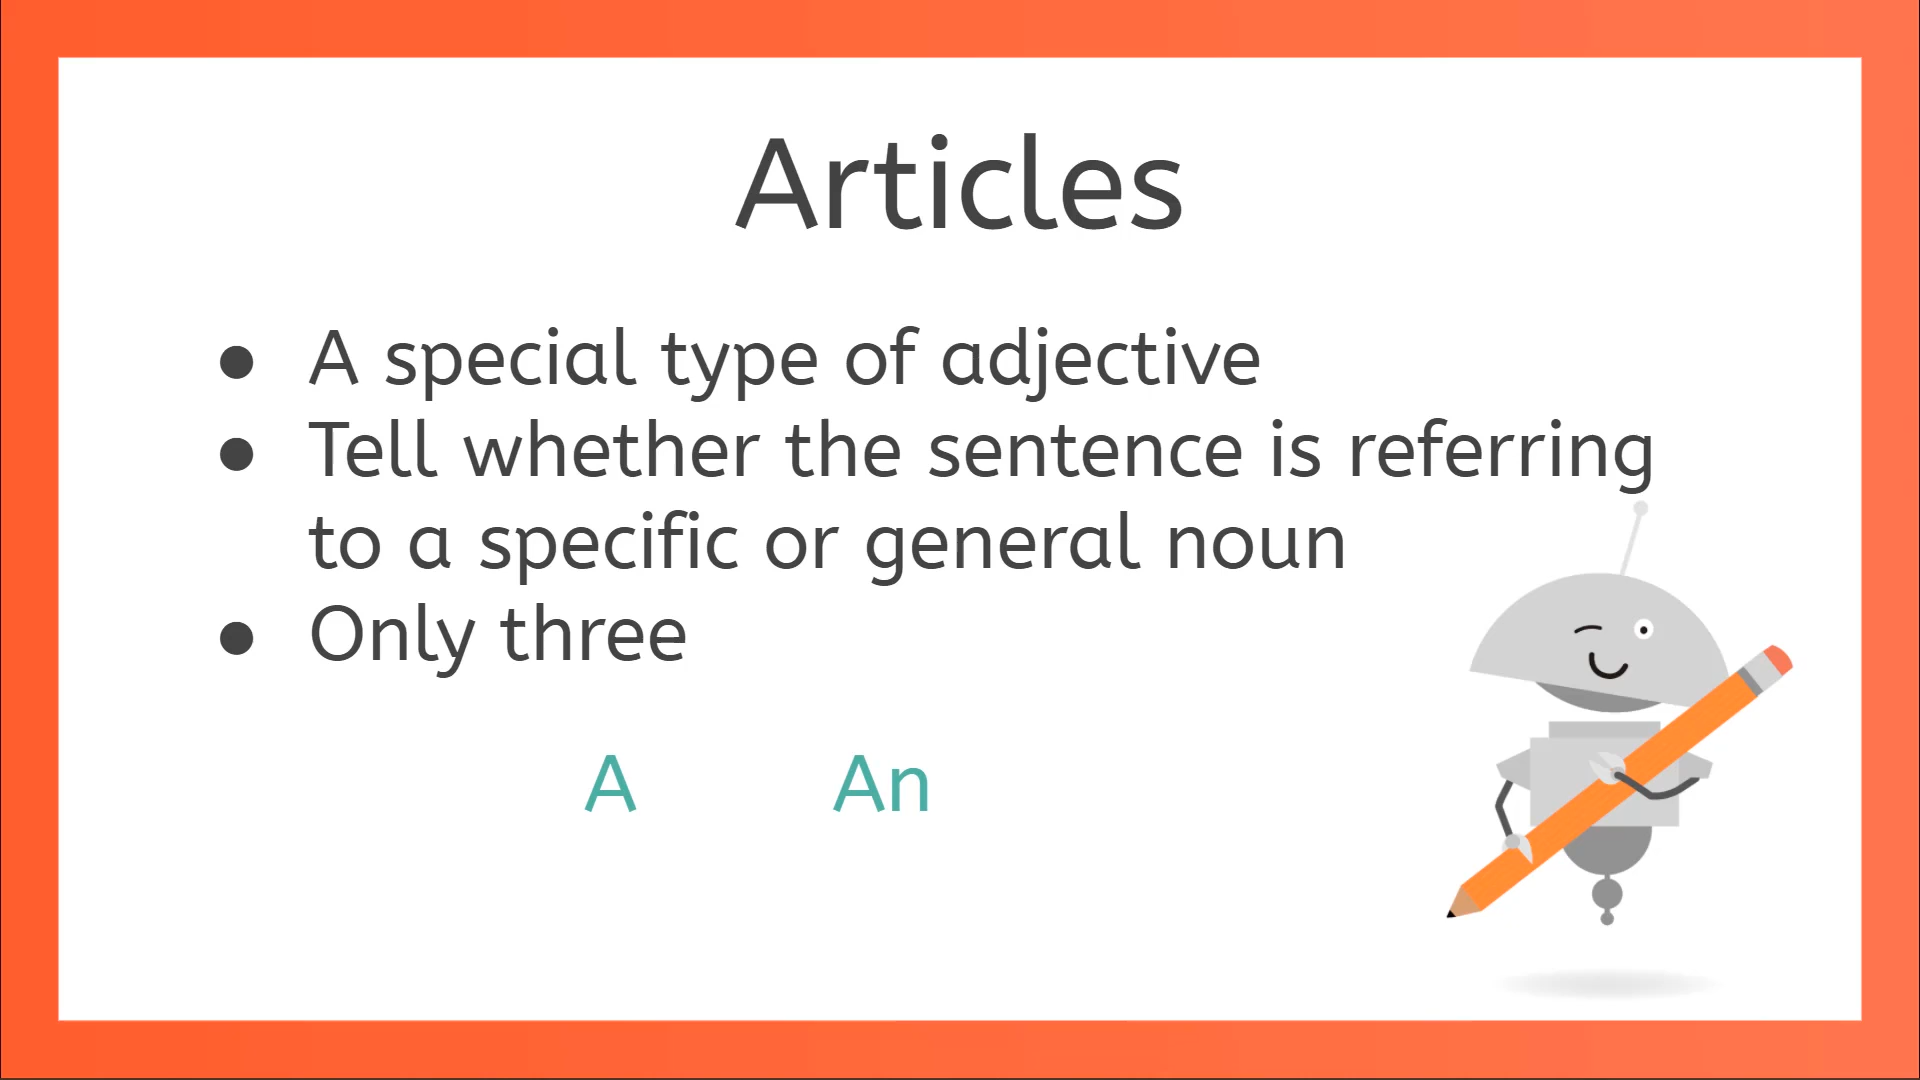 Articles
● A special type of adjective
● Tell whether the sentence is referring
to a specific or general noun
● Only three
A An